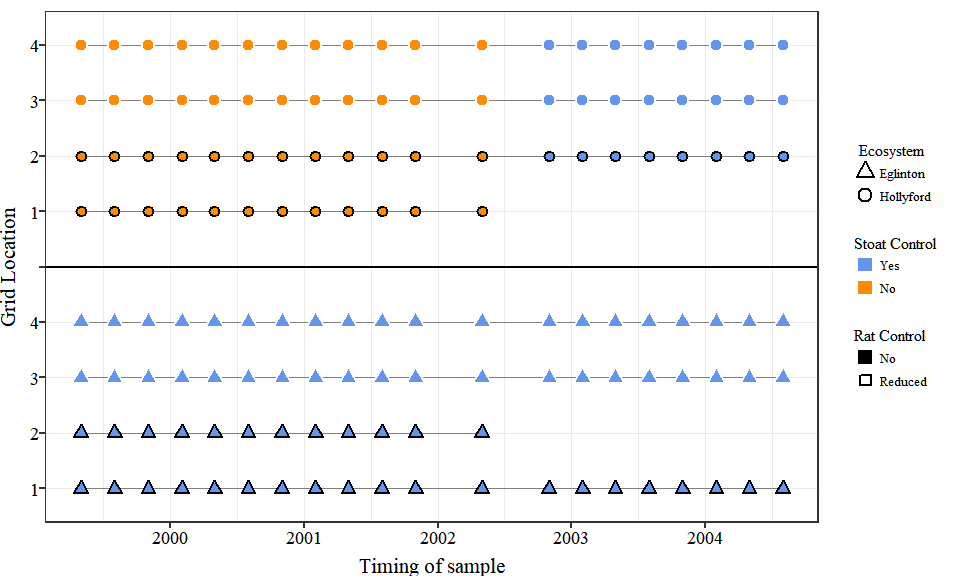 4
3
2
1
4
3
2
1
Grid Location
2000 2001 2002 2003 2004
Timing of sample
Ecosystem
Eglinton
Hollyford
Stoat Control
Yes
No
Rat Control
No
Reduced